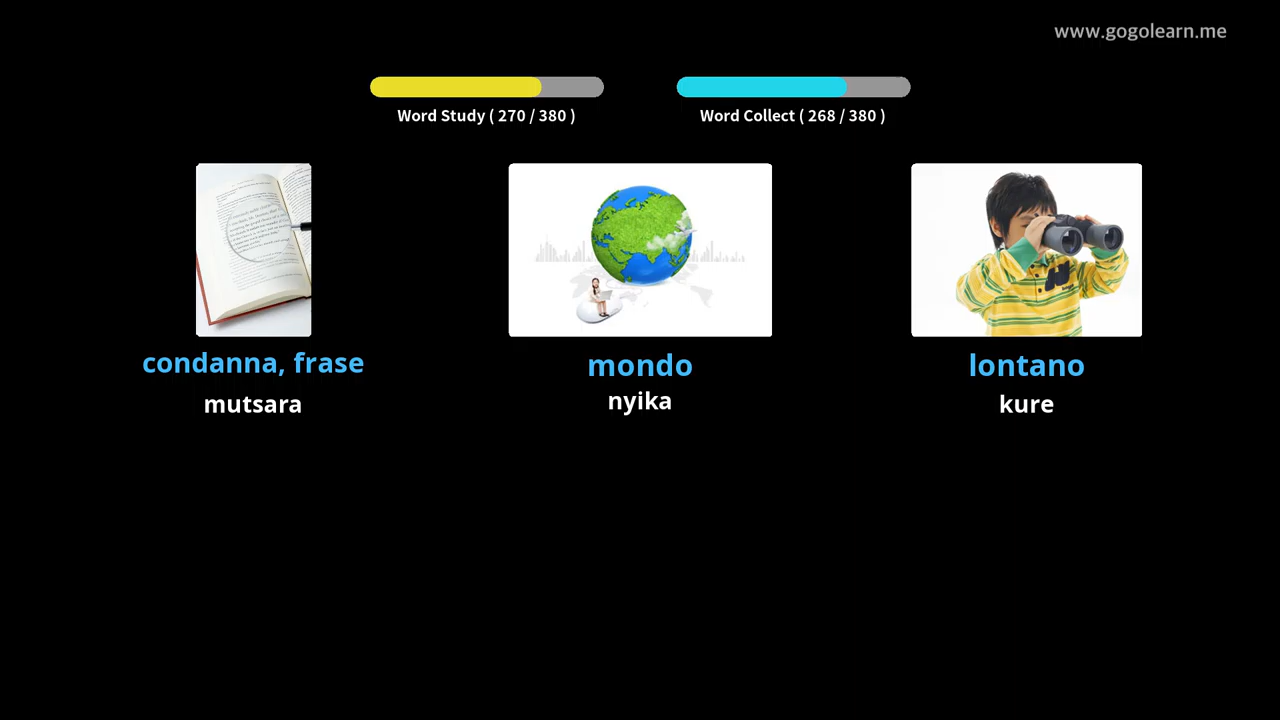 www.gogolearn.me
Word Study ( 270 / 380 )
Word Collect ( 268 / 380 )
condanna, frase
mutsara
mondo
nyika
lontano
kure